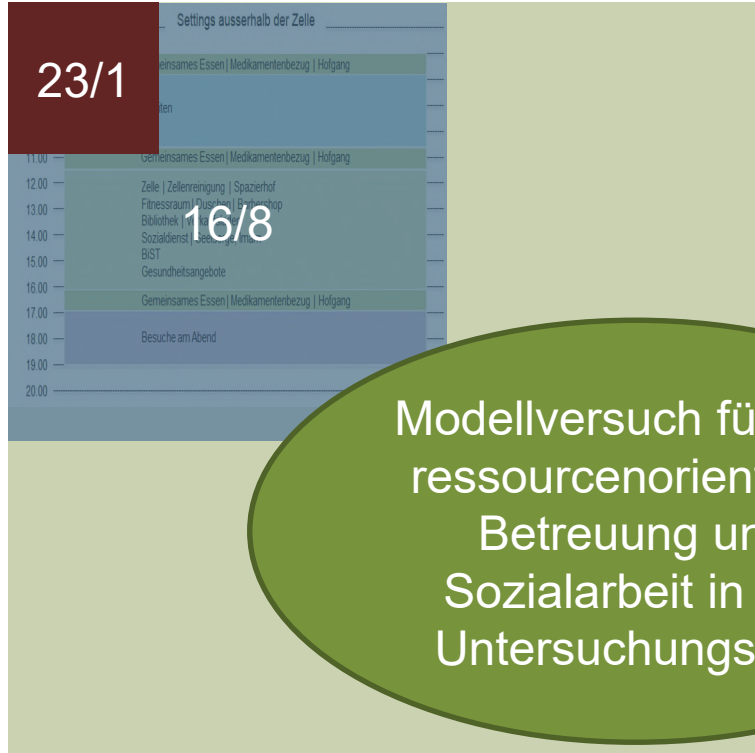 Settings ausserhalb der Zelle
23/1
einsames Essen | Medikamentenbezug | Hofgang
ten
11.00 Gemeinsames Essen | Medikamentenbezug | Hofgang
12.00 Zelle | Zellenreinigung | Spazierhof
13.00 Fitnessraum | Duschen | Barbershop
Bibliothek |
16/8
14.00 Sozialdienst |
15.00 BiST
Gesundheitsangebote
16.00
Gemeinsames Essen | Medikamentenbezug | Hofgang
17.00
18.00 Besuche am Abend
19.00
20.00
Modellversuch fü
ressourcenorient
Betreuung un
Sozialarbeit in
Untersuchungs